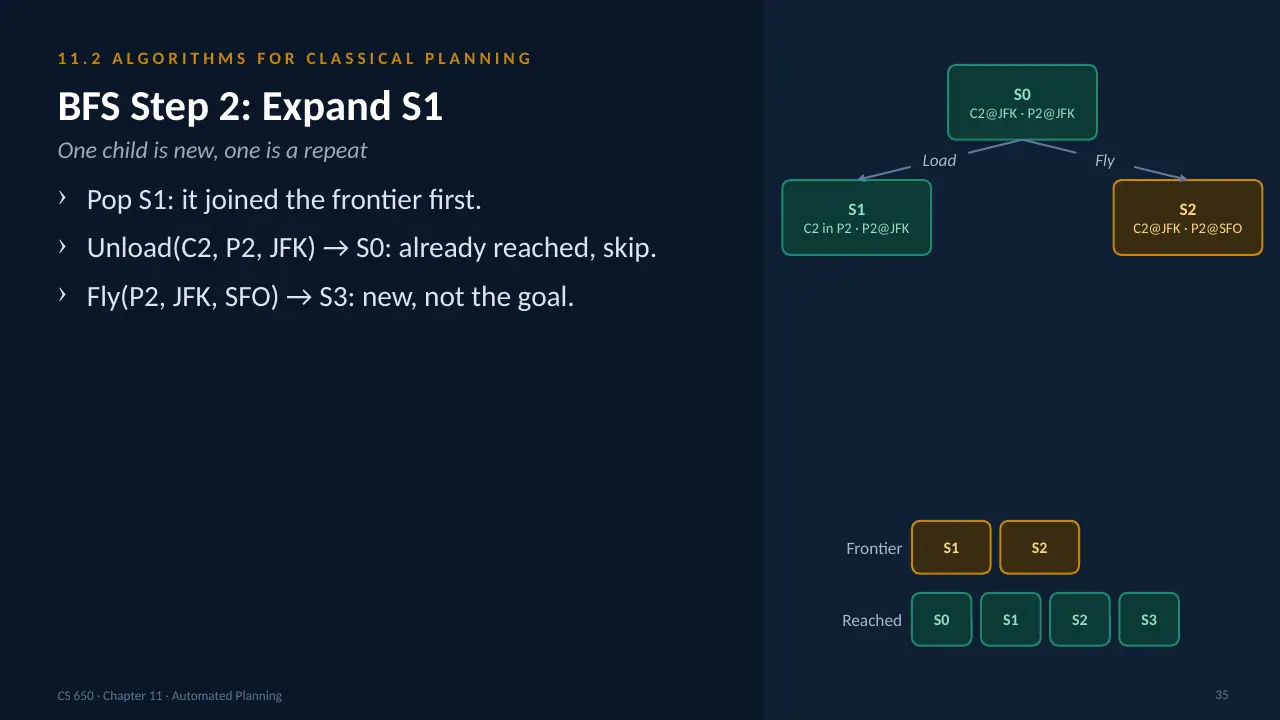 11.2 ALGORITHMS FOR CLASSICAL PLANNING
BFS Step 2: Expand S1
One child is new, one is a repeat
› Pop S1: it joined the frontier first.
› Unload(C2, P2, JFK) → S0: already reached, skip.
› Fly(P2, JFK, SFO) → S3: new, not the goal.
S0
C2@JFK · P2@JFK
Load
Fly
S1
C2 in P2 · P2@JFK
S2
C2@JFK · P2@SFO
Frontier S1 S2
Reached S0 S1 S2 S3
CS 650 · Chapter 11 · Automated Planning
35